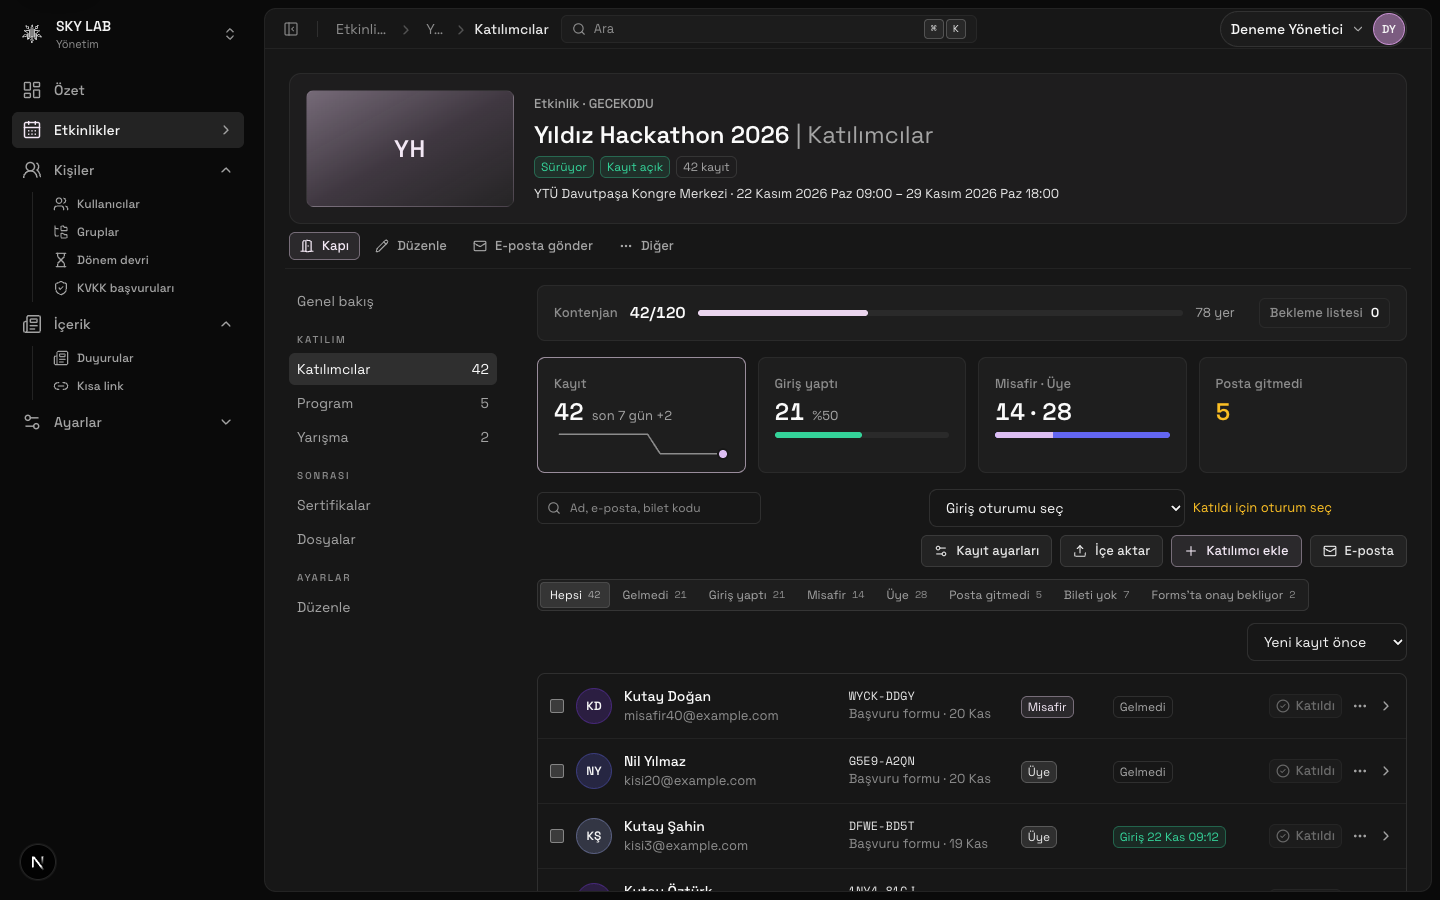 SKY LAB
Yönetim
Özet
Etkinlikler
Kişiler
Kullanıcılar
Gruplar
Dönem devri
KVKK başvuruları
İçerik
Duyurular
Kısa link
Ayarlar
Etkinli... Y... Katılımcılar
Ara ⌘ K
Deneme Yönetici DY
YH
Etkinlik · GECEKODU
Yıldız Hackathon 2026 | Katılımcılar
Sürüyor Kayıt açık 42 kayıt
YTÜ Davutpaşa Kongre Merkezi · 22 Kasım 2026 Paz 09:00 – 29 Kasım 2026 Paz 18:00
Kapı Düzenle E-posta gönder Diğer
Genel bakış
KATILIM
Katılımcılar 42
Program 5
Yarışma 2
SONRASI
Sertifikalar
Dosyalar
AYARLAR
Düzenle
Kontenjan 42/120 78 yer Bekleme listesi 0
Kayıt
42 son 7 gün +2
Giriş yaptı
21 %50
Misafir · Üye
14 · 28
Posta gitmedi
5
Ad, e-posta, bilet kodu
Giriş oturumu seç
Katıldı için oturum seç
Kayıt ayarları İçe aktar Katılımcı ekle E-posta
Hepsi 42 Gelmedi 21 Giriş yaptı 21 Misafir 14 Üye 28 Posta gitmedi 5 Bileti yok 7 Forms'ta onay bekliyor 2
Yeni kayıt önce
KD Kutay Doğan WYCK-DDGY Misafir Gelmedi Katıldı
misafir40@example.com Başvuru formu · 20 Kas
NY Nil Yılmaz G5E9-A2QN Üye Gelmedi Katıldı
kisi20@example.com Başvuru formu · 20 Kas
KŞ Kutay Şahin DFWE-BD5T Üye Giriş 22 Kas 09:12 Katıldı
kisi3@example.com Başvuru formu · 19 Kas
Kutay Öztürk
N